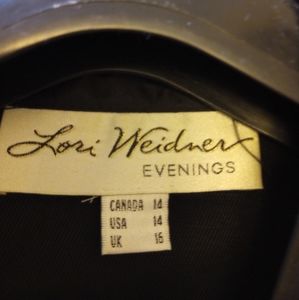 Lori Weidner
EVENINGS
CANADA 14
USA 14
UK 16